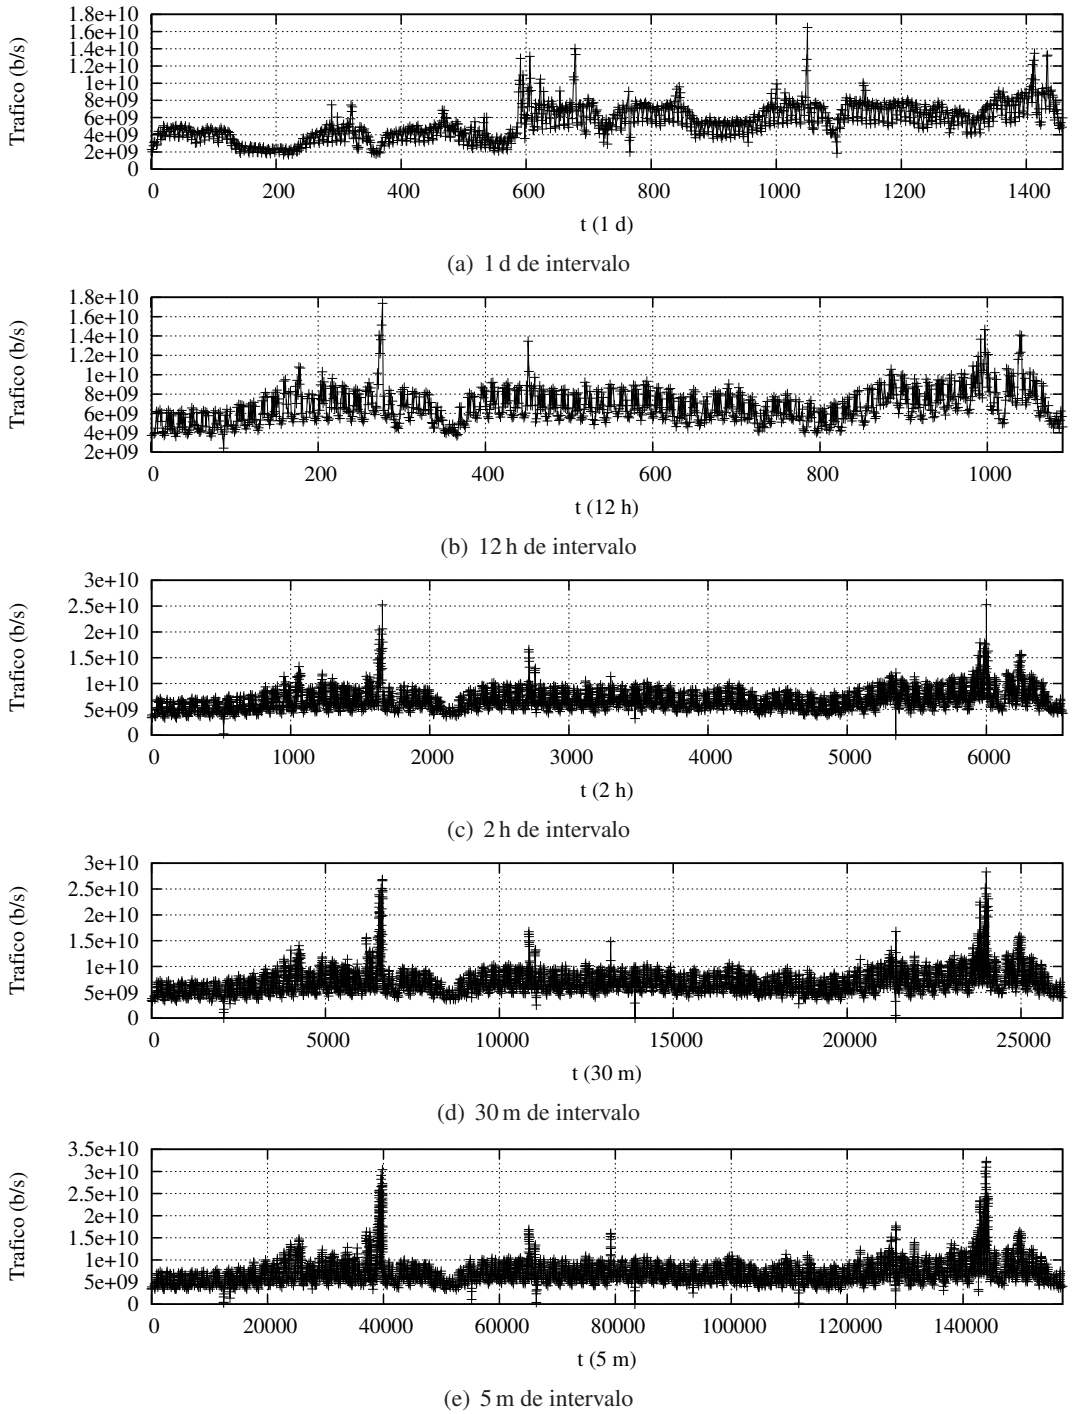 1.8e+10
1.6e+10
1.4e+10
1.2e+10
1e+10
8e+09
6e+09
4e+09
2e+09
0
Trafico (b/s)
0 200 400 600 800 1000 1200 1400
t (1 d)
(a) 1 d de intervalo
1.8e+10
1.6e+10
1.4e+10
1.2e+10
1e+10
8e+09
6e+09
4e+09
2e+09
Trafico (b/s)
0 200 400 600 800 1000
t (12 h)
(b) 12 h de intervalo
3e+10
2.5e+10
2e+10
1.5e+10
1e+10
5e+09
0
Trafico (b/s)
0 1000 2000 3000 4000 5000 6000
t (2 h)
(c) 2 h de intervalo
3e+10
2.5e+10
2e+10
1.5e+10
1e+10
5e+09
0
Trafico (b/s)
0 5000 10000 15000 20000 25000
t (30 m)
(d) 30 m de intervalo
3.5e+10
3e+10
2.5e+10
2e+10
1.5e+10
1e+10
5e+09
0
Trafico (b/s)
0 20000 40000 60000 80000 100000 120000 140000
t (5 m)
(e) 5 m de intervalo